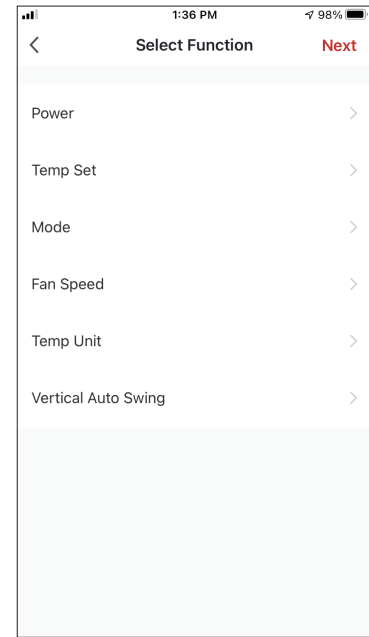 1:36 PM 98%
Select Function Next
Power
Temp Set
Mode
Fan Speed
Temp Unit
Vertical Auto Swing